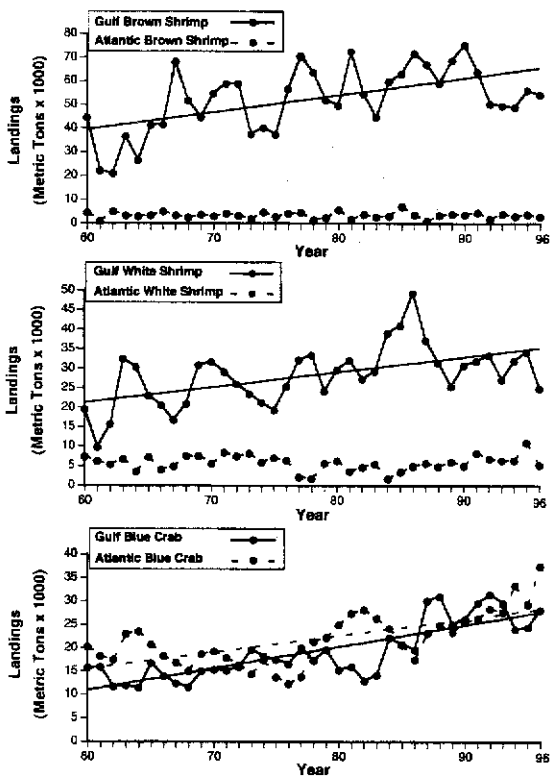 Gulf Brown Shrimp
Atlantic Brown Shrimp
Landings
(Metric Tons x 1000)
80
70
60
50
40
30
20
10
0
60
70
80
90
96
Year
Gulf White Shrimp
Atlantic White Shrimp
Landings
(Metric Tons x 1000)
50
45
40
35
30
25
20
15
10
5
0
60
70
80
90
96
Year
Gulf Blue Crab
Atlantic Blue Crab
Landings
(Metric Tons x 1000)
40
35
30
25
20
15
10
5
0
60
70
80
90
96
Year